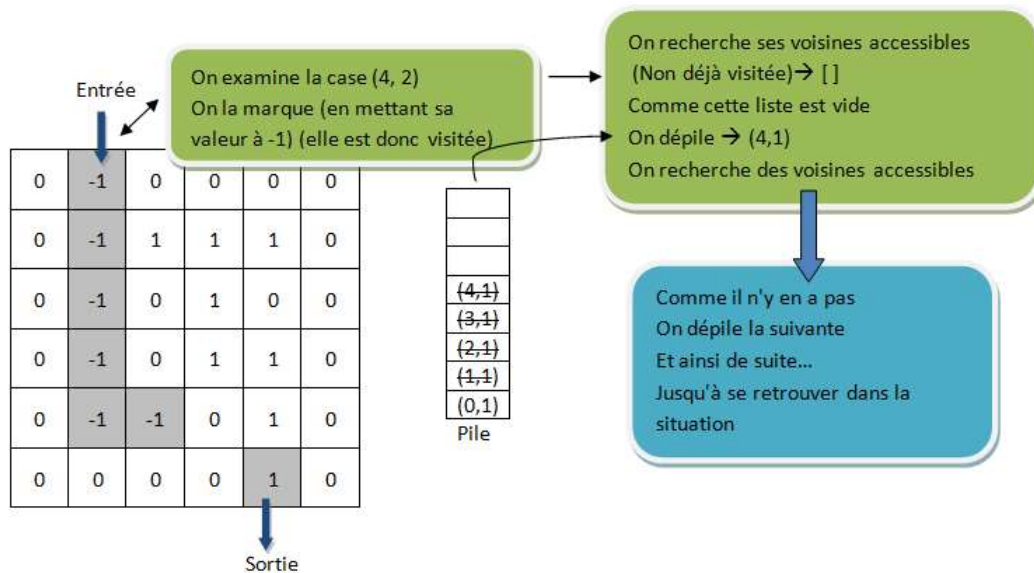 Entrée
On examine la case (4, 2)
On la marque (en mettant sa
valeur à -1) (elle est donc visitée)
On recherche ses voisines accessibles
(Non déjà visitée)→ [ ]
Comme cette liste est vide
On dépile → (4,1)
On recherche des voisines accessibles
0 -1 0 0 0 0
0 -1 1 1 1 0
0 -1 0 1 0 0
0 -1 0 1 1 0
0 -1 -1 0 1 0
0 0 0 0 1 0
Sortie
(4,1)
(3,1)
(2,1)
(1,1)
(0,1)
Pile
Comme il n'y en a pas
On dépile la suivante
Et ainsi de suite...
Jusqu'à se retrouver dans la
situation